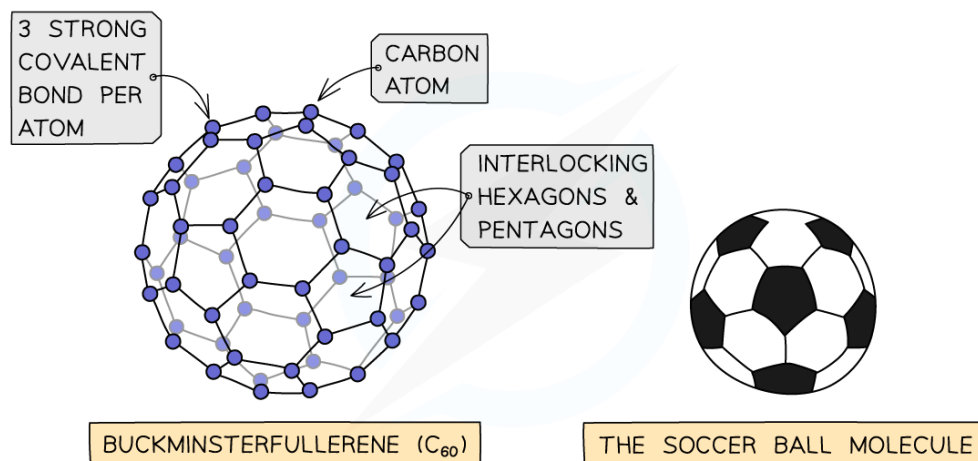 3 STRONG
COVALENT
BOND PER
ATOM
CARBON
ATOM
INTERLOCKING
HEXAGONS &
PENTAGONS
BUCKMINSTERFULLERENE (C₆₀)
THE SOCCER BALL MOLECULE